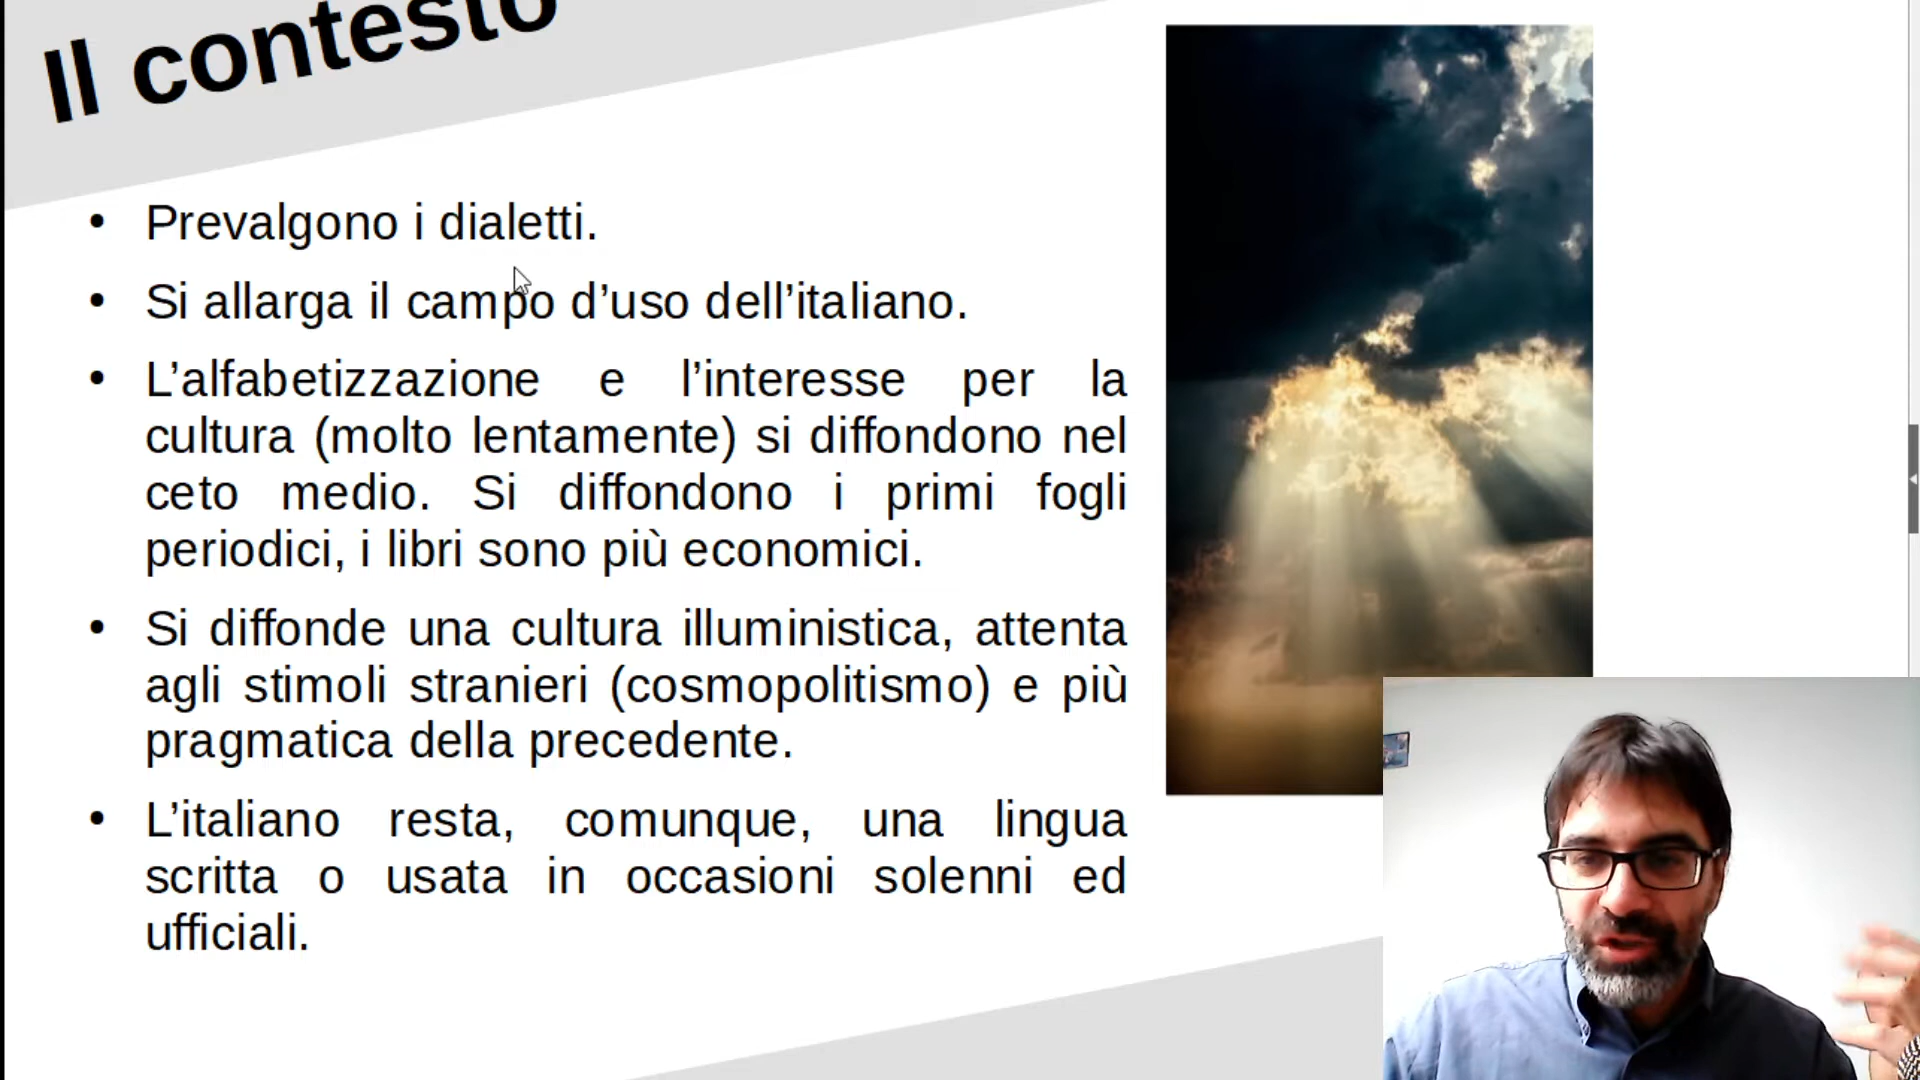 Il contesto
• Prevalgono i dialetti.
• Si allarga il campo d’uso dell’italiano.
• L’alfabetizzazione e l’interesse per la
cultura (molto lentamente) si diffondono nel
ceto medio. Si diffondono i primi fogli
periodici, i libri sono più economici.
• Si diffonde una cultura illuministica, attenta
agli stimoli stranieri (cosmopolitismo) e più
pragmatica della precedente.
• L’italiano resta, comunque, una lingua
scritta o usata in occasioni solenni ed
ufficiali.